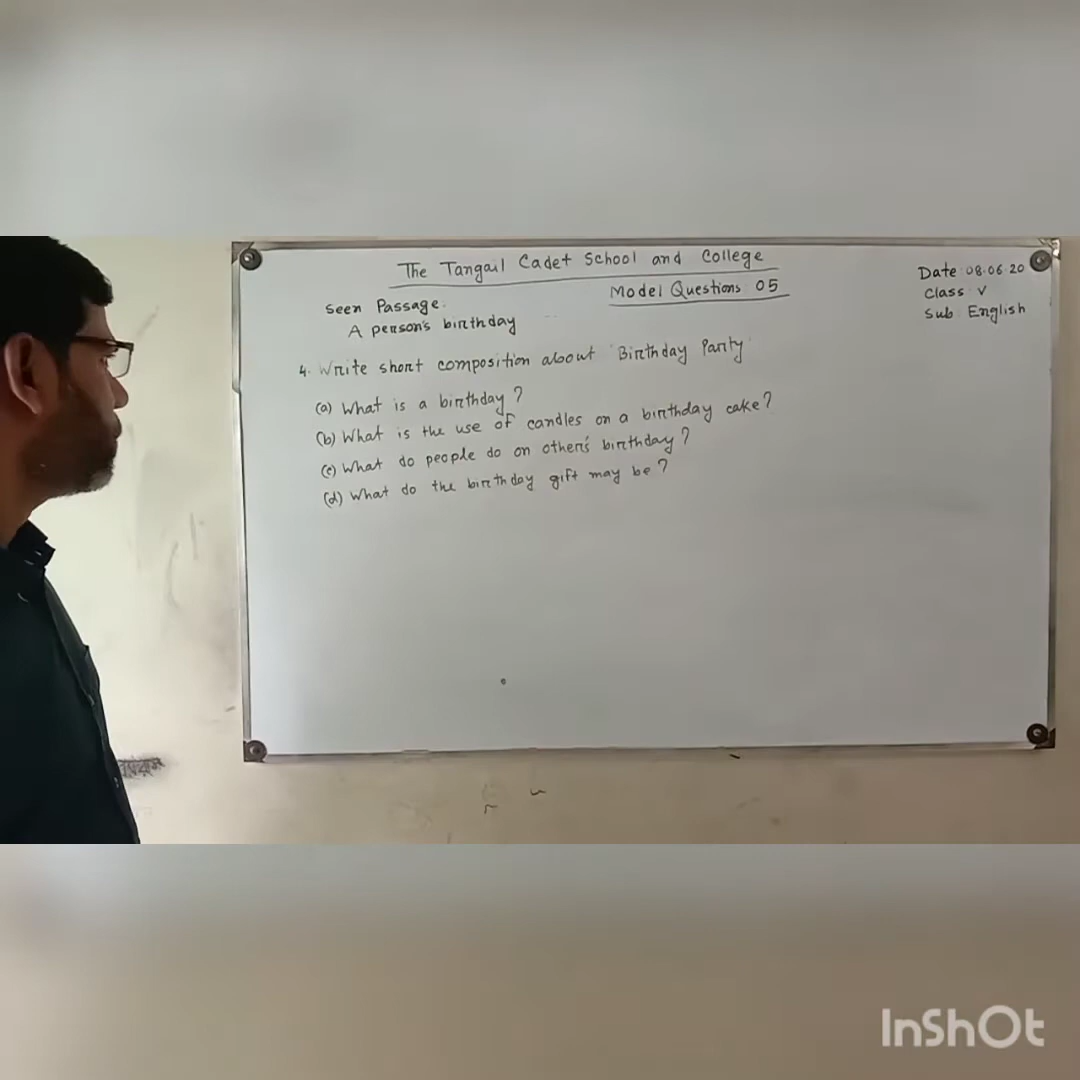 The Tangail Cadet School and College
Model Questions: 05
Date: 08.06.20
Class: V
Sub: English
Seen Passage:
A person's birthday
4. Write short composition about 'Birthday Party'
(a) What is a birthday?
(b) What is the use of candles on a birthday cake?
(c) What do people do on other's birthday?
(d) What do the birthday gift may be?
InShOt